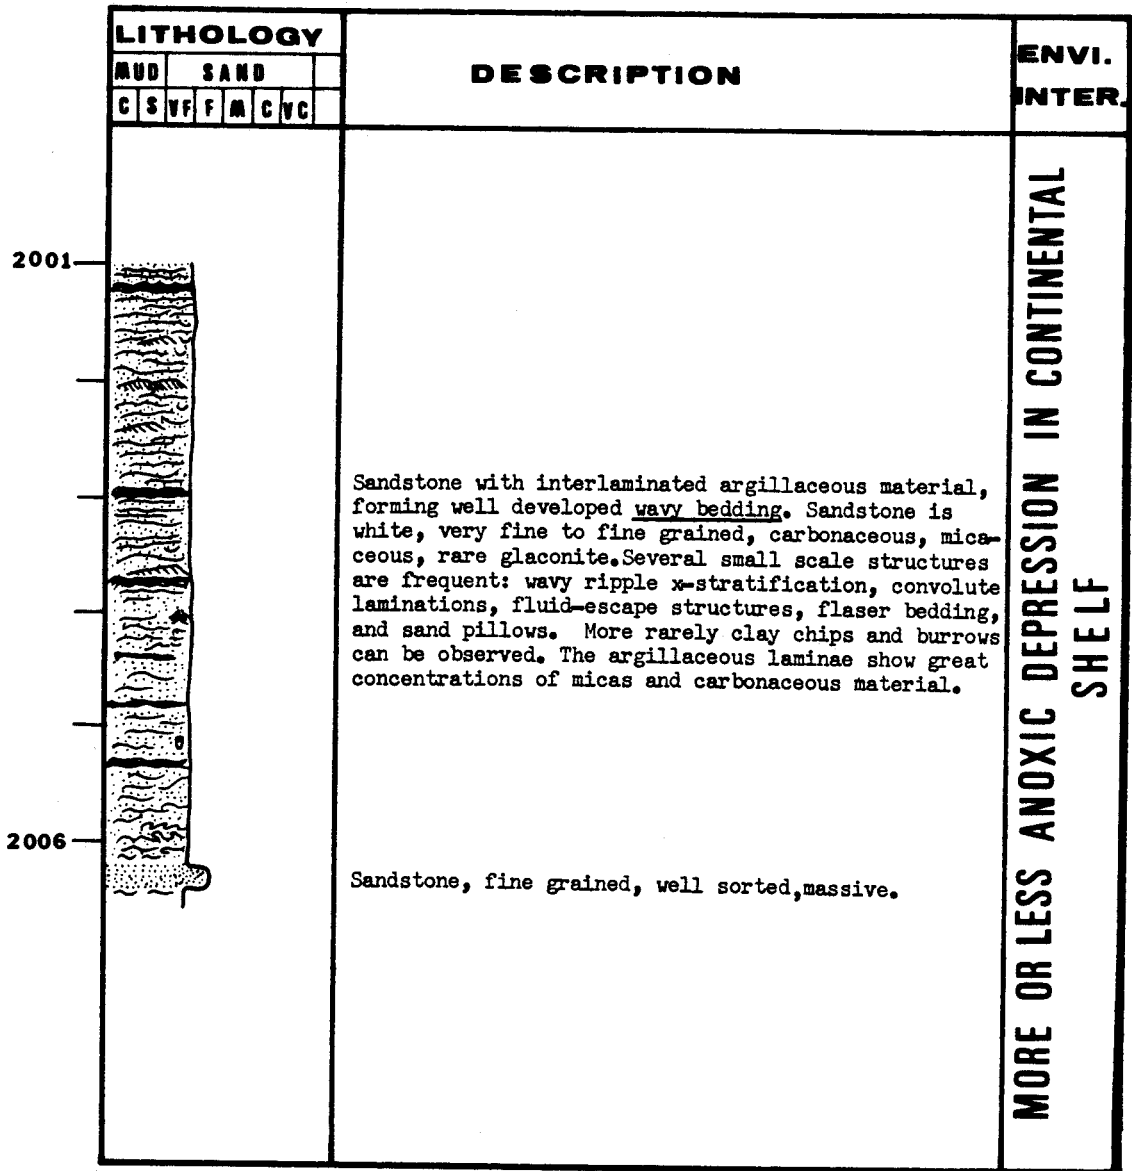 LITHOLOGY
MUD SAND
C S VF F M C VC
DESCRIPTION
ENVI.
INTER.
2001
2006
Sandstone with interlaminated argillaceous material,
forming well developed wavy bedding. Sandstone is
white, very fine to fine grained, carbonaceous, mica-
ceous, rare glaconite.Several small scale structures
are frequent: wavy ripple x-stratification, convolute
laminations, fluid-escape structures, flaser bedding,
and sand pillows. More rarely clay chips and burrows
can be observed. The argillaceous laminae show great
concentrations of micas and carbonaceous material.
Sandstone, fine grained, well sorted,massive.
MORE OR LESS ANOXIC DEPRESSION IN CONTINENTAL
SHELF